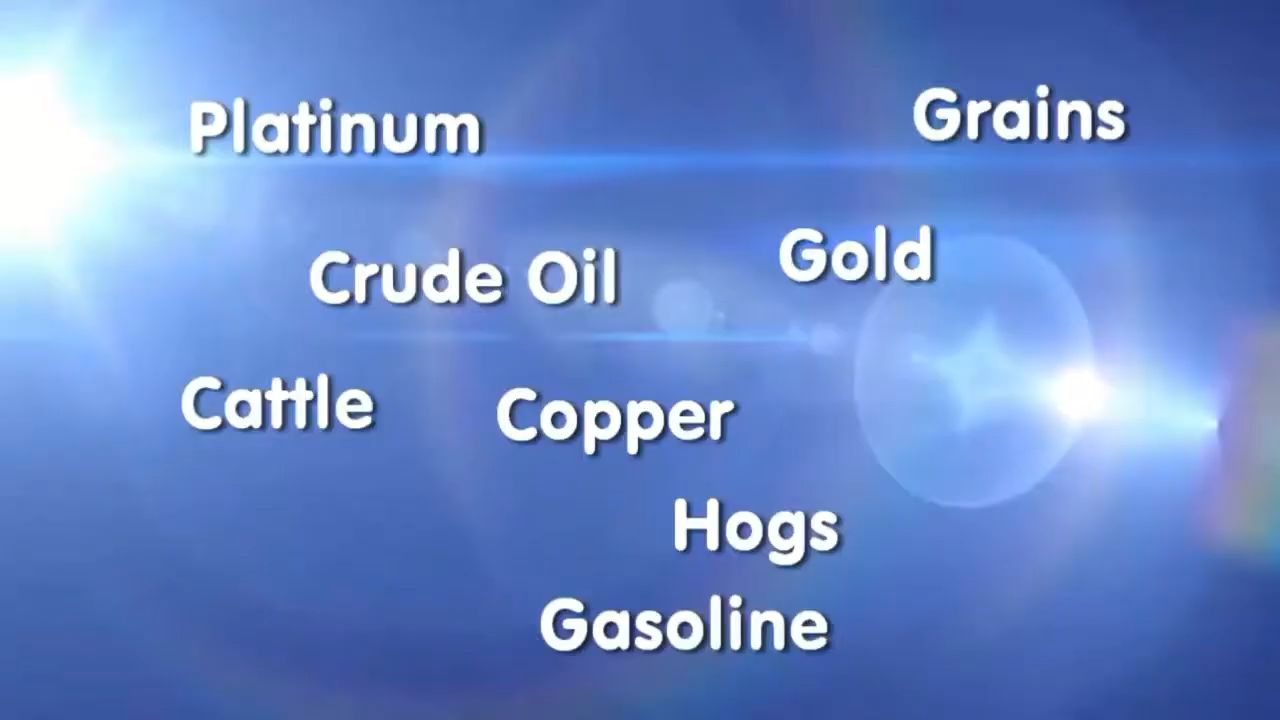 Platinum
Grains
Crude Oil
Gold
Cattle
Copper
Hogs
Gasoline